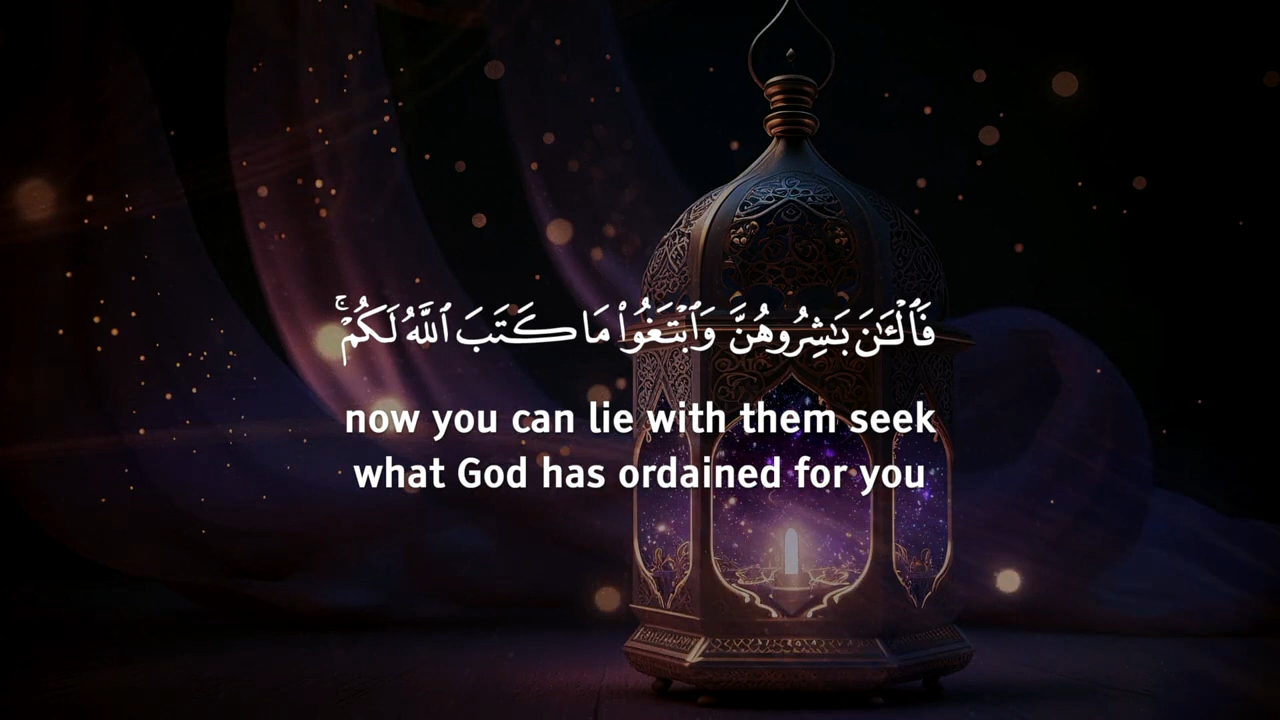 فَٱلْـَٔـٰنَ بَـٰشِرُوهُنَّ وَٱبْتَغُوا۟ مَا كَتَبَ ٱللَّهُ لَكُمْ ۚ
now you can lie with them seek
what God has ordained for you